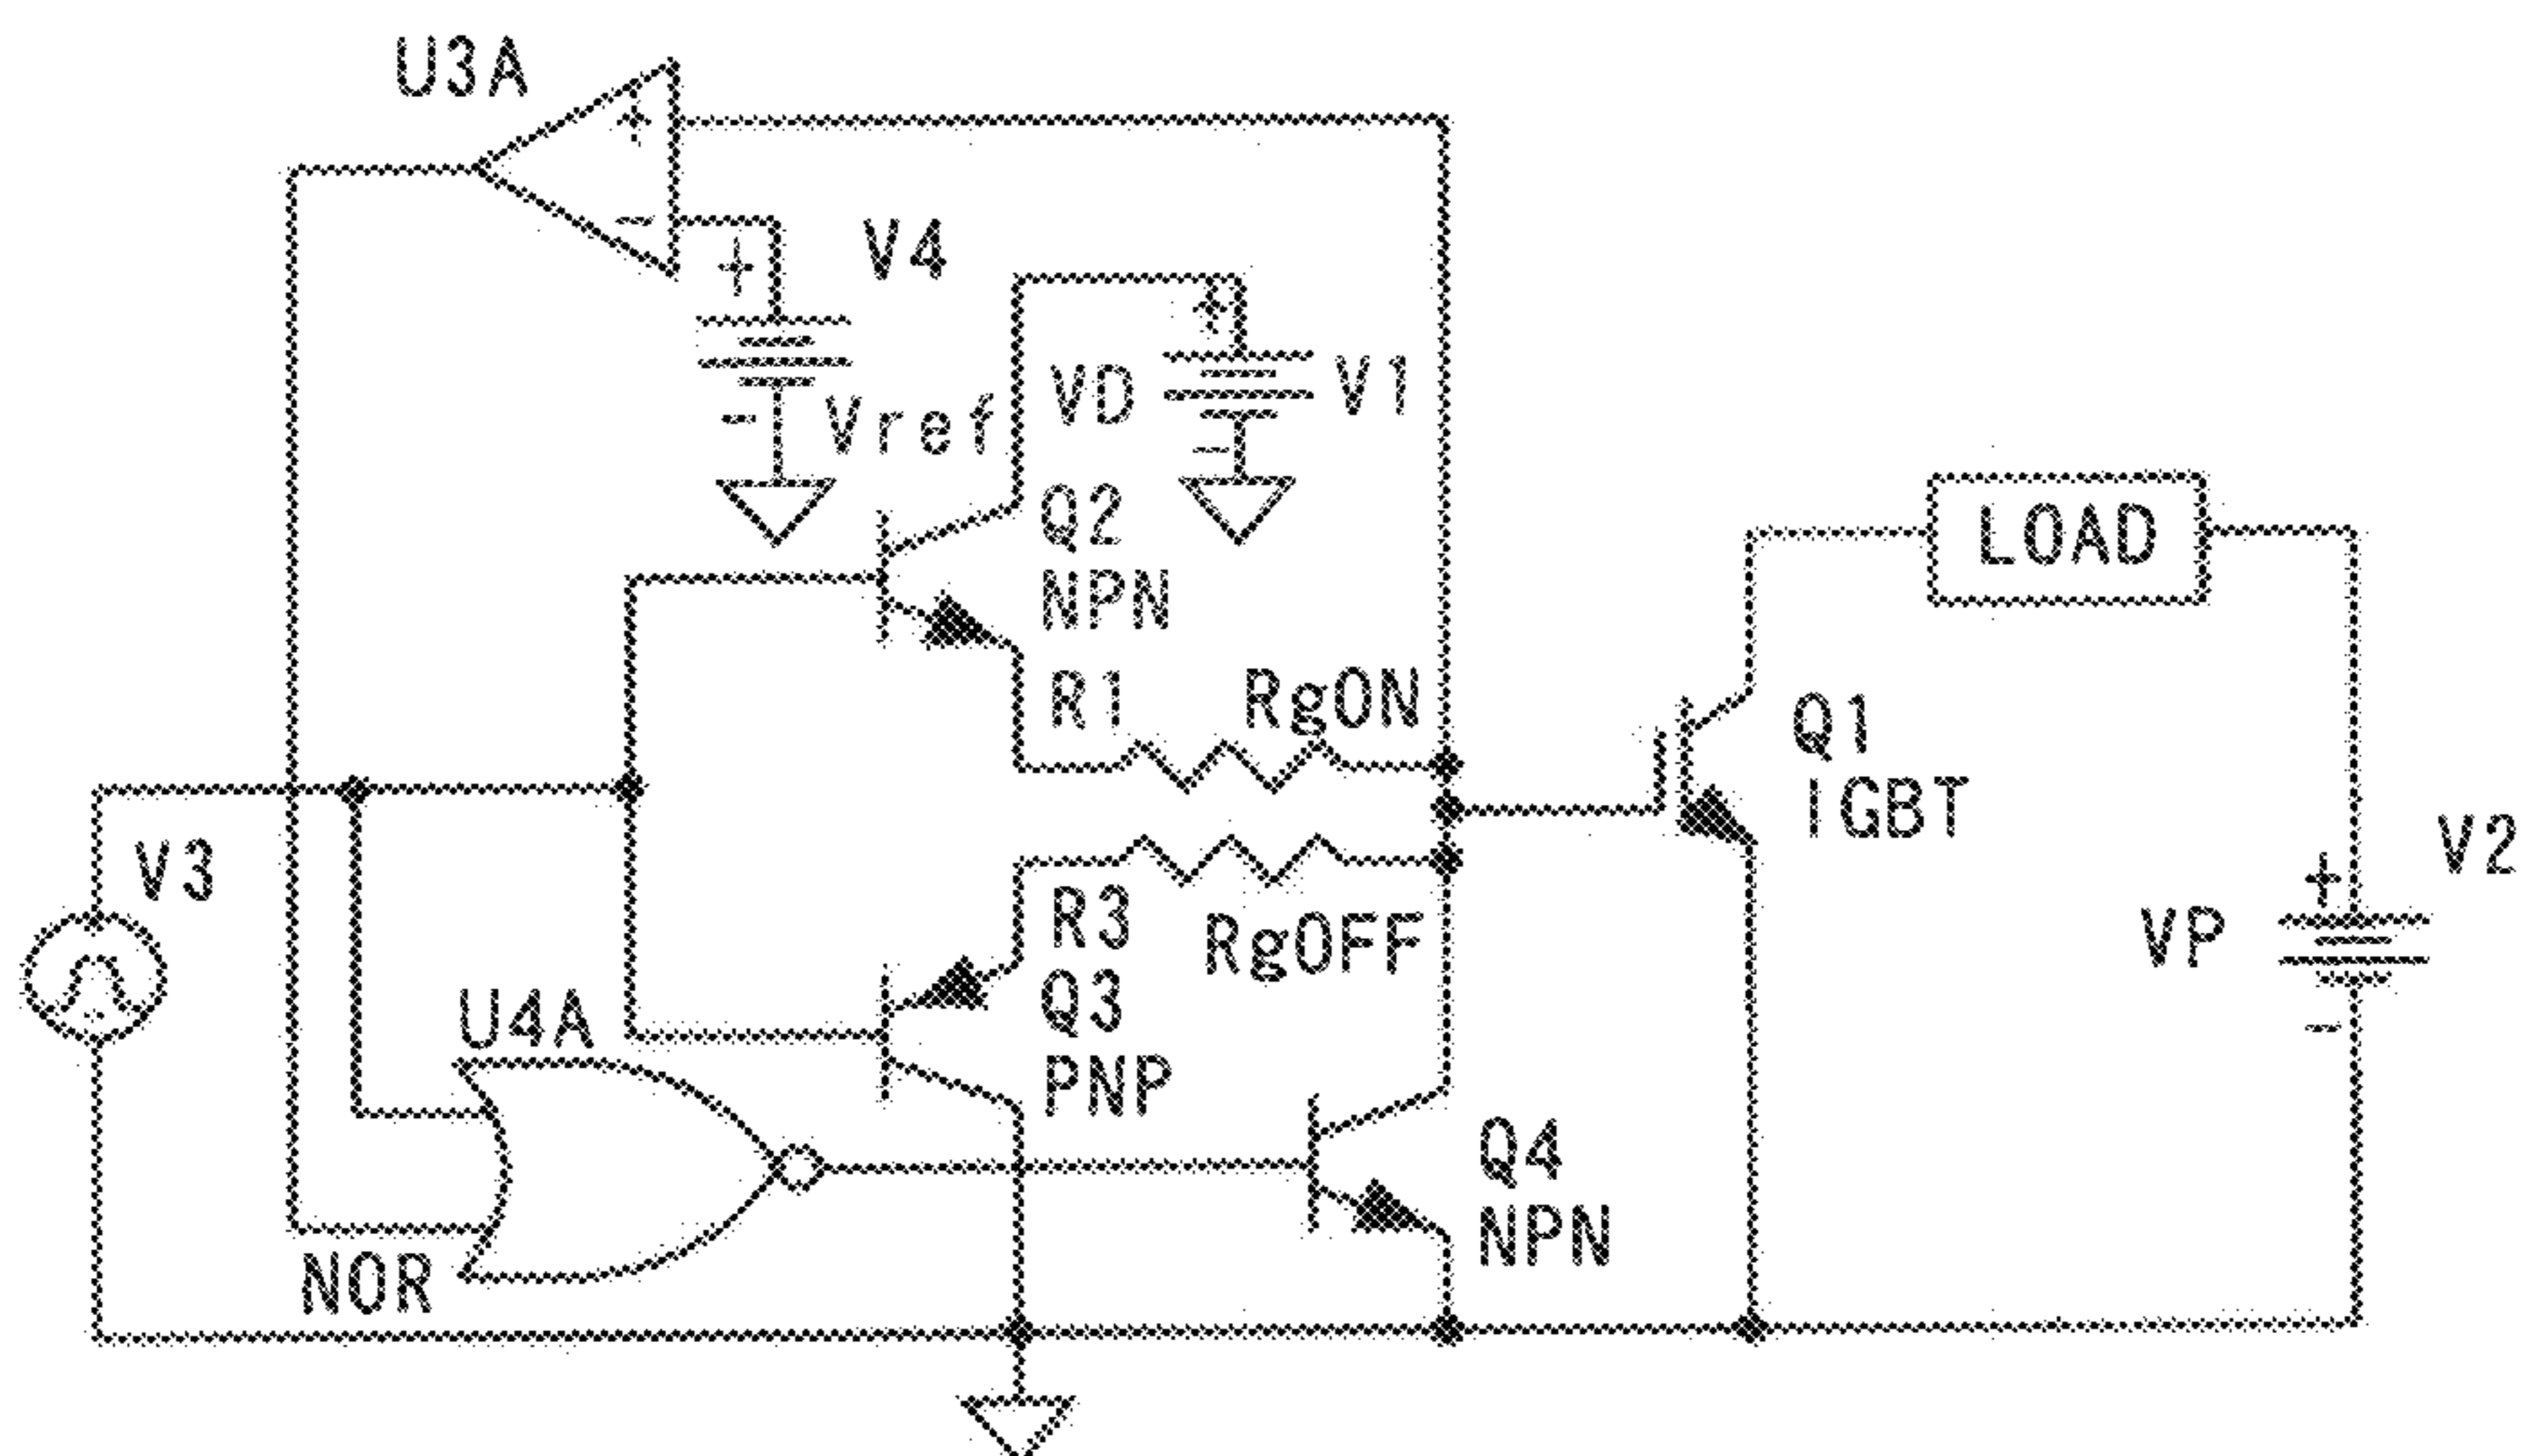 U3A
+
-
+
V4
-
Vref
+
VD
V1
-
Q2
NPN
LOAD
R1
RgON
Q1
IGBT
V3
R3
RgOFF
Q3
PNP
V2
+
VP
-
U4A
NOR
Q4
NPN